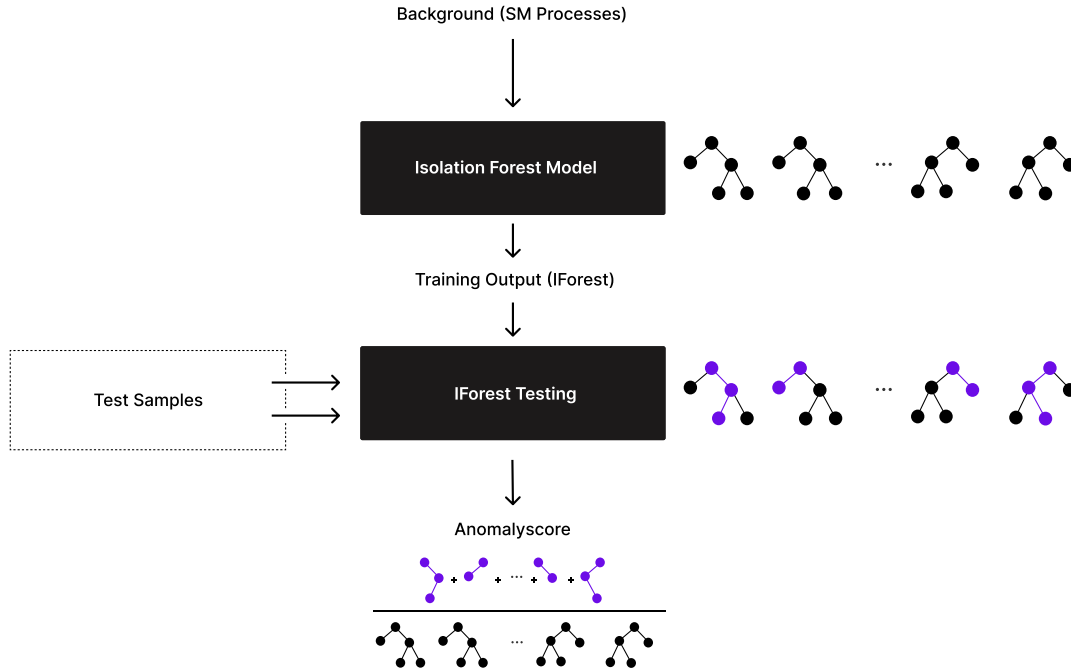 Background (SM Processes)
Isolation Forest Model
...
Training Output (IForest)
Test Samples
IForest Testing
...
Anomalyscore
+ + ... + +
...